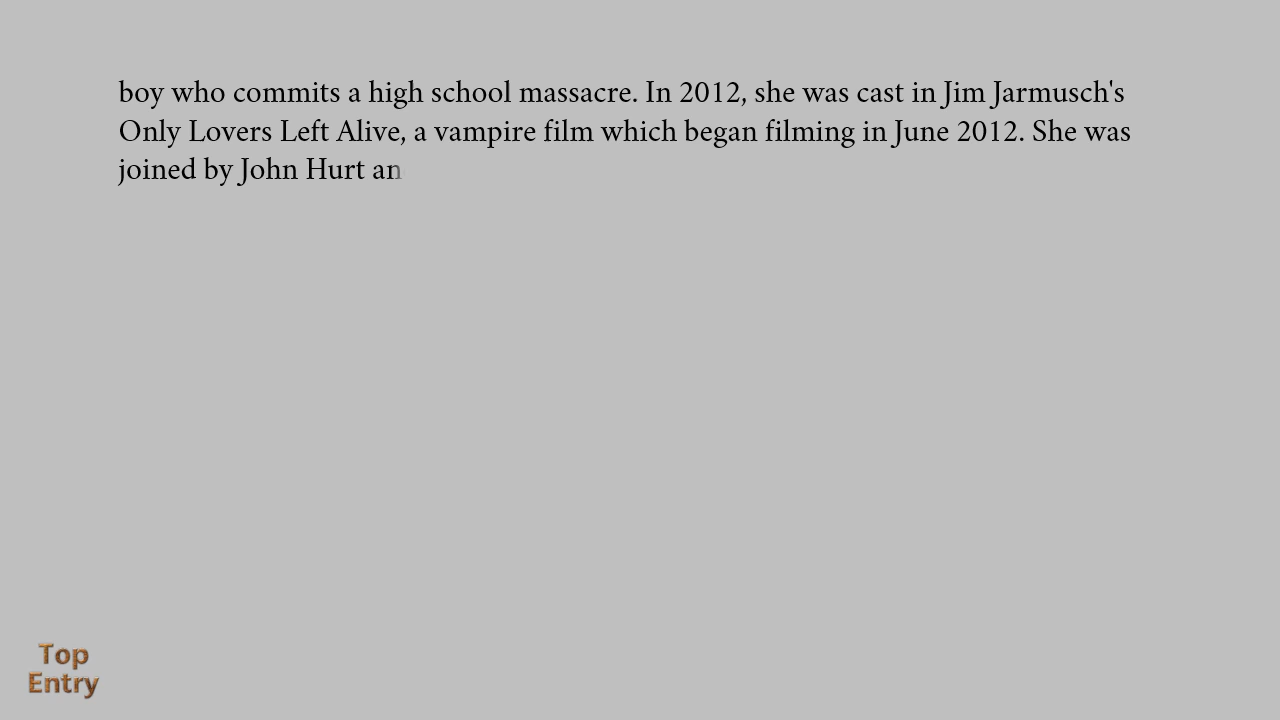 boy who commits a high school massacre. In 2012, she was cast in Jim Jarmusch's
Only Lovers Left Alive, a vampire film which began filming in June 2012. She was
joined by John Hurt an
Top
Entry